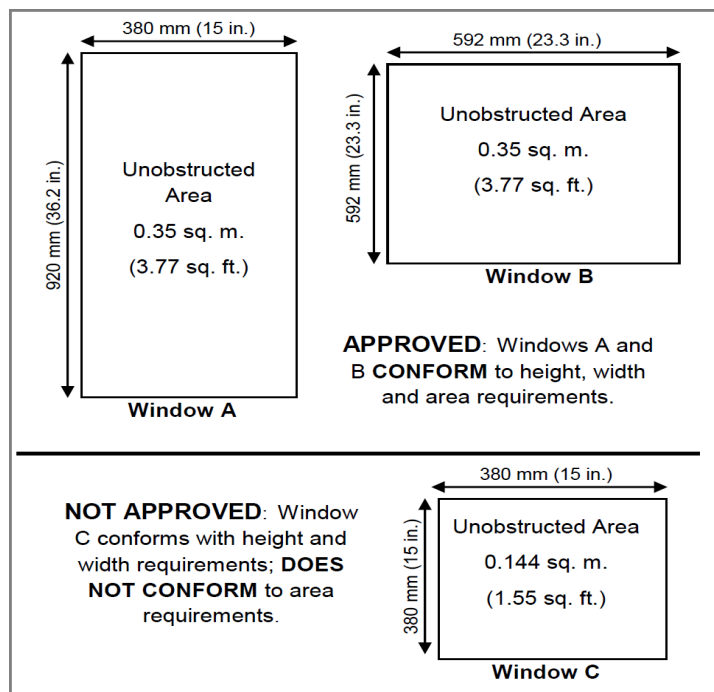 380 mm (15 in.)
920 mm (36.2 in.)
Unobstructed
Area
0.35 sq. m.
(3.77 sq. ft.)
Window A
592 mm (23.3 in.)
592 mm (23.3 in.)
Unobstructed Area
0.35 sq. m.
(3.77 sq. ft.)
Window B
APPROVED: Windows A and
B CONFORM to height, width
and area requirements.
NOT APPROVED: Window
C conforms with height and
width requirements; DOES
NOT CONFORM to area
requirements.
380 mm (15 in.)
380 mm (15 in.)
Unobstructed Area
0.144 sq. m.
(1.55 sq. ft.)
Window C